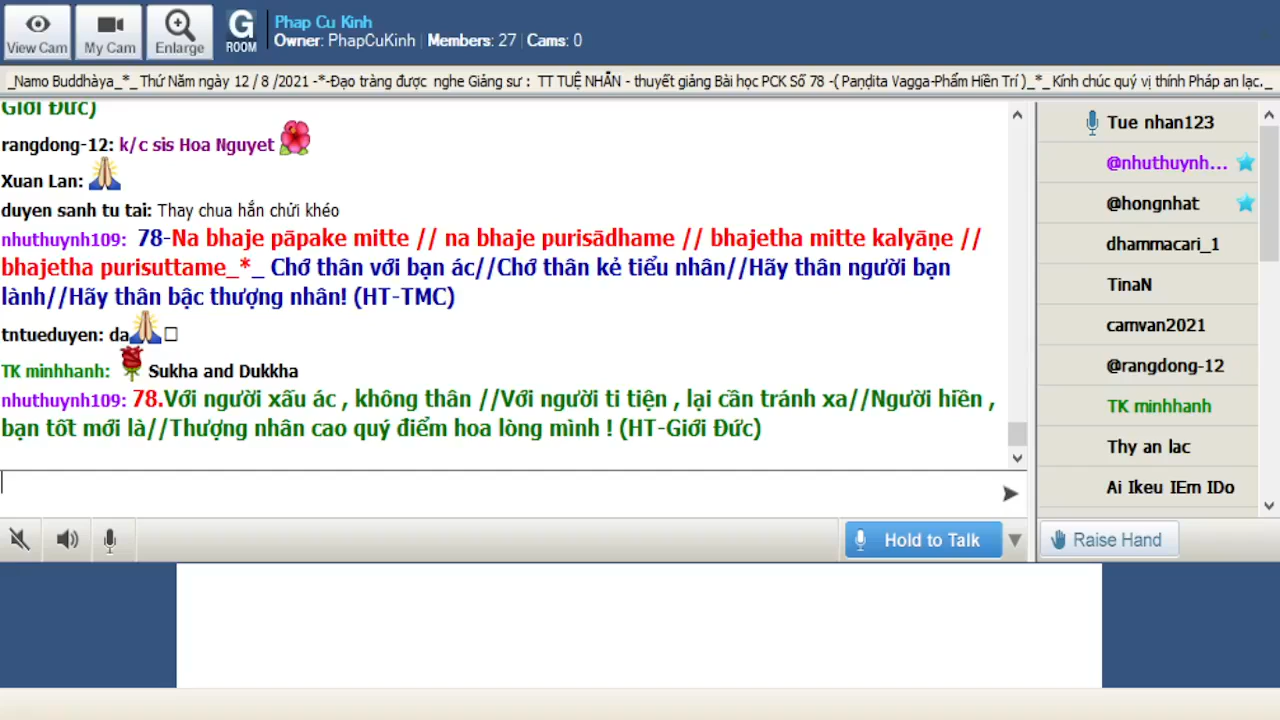 View Cam
My Cam
Enlarge
G
ROOM
Phap Cu Kinh
Owner: PhapCuKinh | Members: 27 | Cams: 0
_Namo Buddhàya_*_ Thứ Năm ngày 12 / 8 /2021 -*-Đạo tràng được nghe Giảng sư : TT TUỆ NHẪN - thuyết giảng Bài học PCK Số 78 -( Paṇḍita Vagga-Phẩm Hiền Trí )_*_ Kính chúc quý vị thính Pháp an lạc._
Giới Đức)
rangdong-12: k/c sis Hoa Nguyet
Xuan Lan:
duyen sanh tu tai: Thay chua hắn chứi khéo
nhuthuynh109: 78-Na bhaje pāpake mitte // na bhaje purisādhame // bhajetha mitte kalyāṇe //
bhajetha purisuttame_*_ Chớ thân với bạn ác//Chớ thân kẻ tiểu nhân//Hãy thân người bạn
lành//Hãy thân bậc thượng nhân! (HT-TMC)
tntueduyen: da
TK minhhanh: Sukha and Dukkha
nhuthuynh109: 78.Với người xấu ác , không thân //Với người ti tiện , lại cần tránh xa//Người hiền ,
bạn tốt mới là//Thượng nhân cao quý điểm hoa lòng mình ! (HT-Giới Đức)
Hold to Talk
Tue nhan123
@nhuthuynh...
@hongnhat
dhammacari_1
TinaN
camvan2021
@rangdong-12
TK minhhanh
Thy an lac
Ai Ikeu IEm IDo
Raise Hand